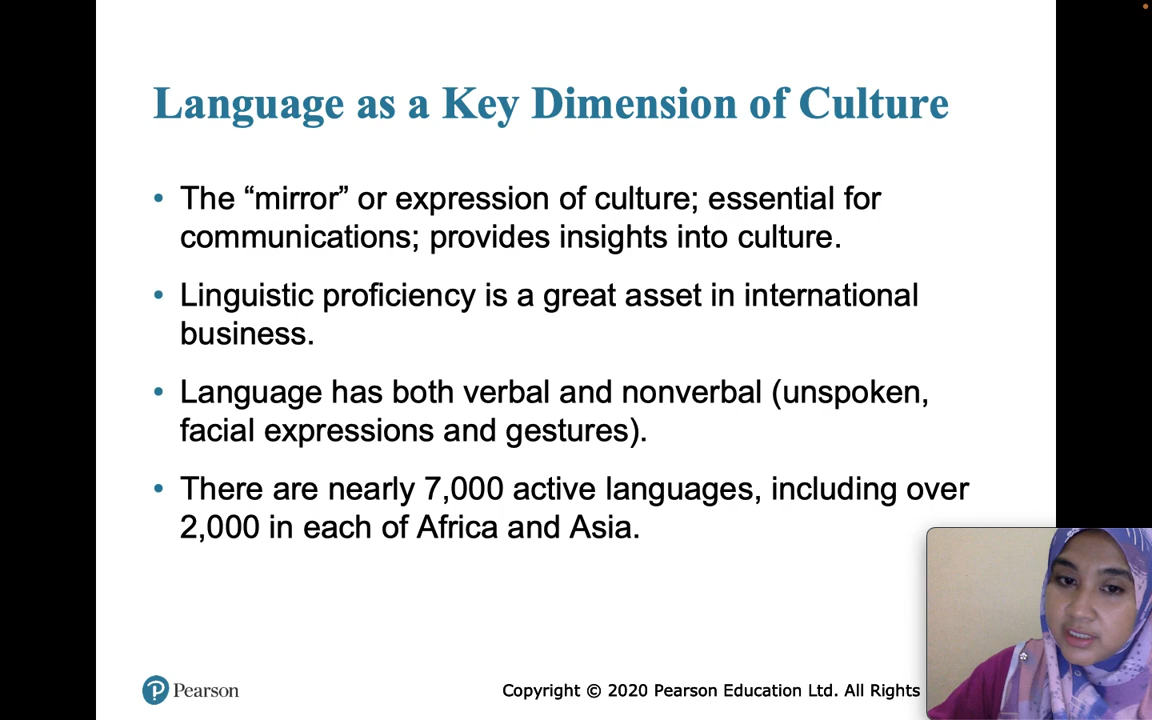 Language as a Key Dimension of Culture
• The “mirror” or expression of culture; essential for
communications; provides insights into culture.
• Linguistic proficiency is a great asset in international
business.
• Language has both verbal and nonverbal (unspoken,
facial expressions and gestures).
• There are nearly 7,000 active languages, including over
2,000 in each of Africa and Asia.
P Pearson
Copyright © 2020 Pearson Education Ltd. All Rights